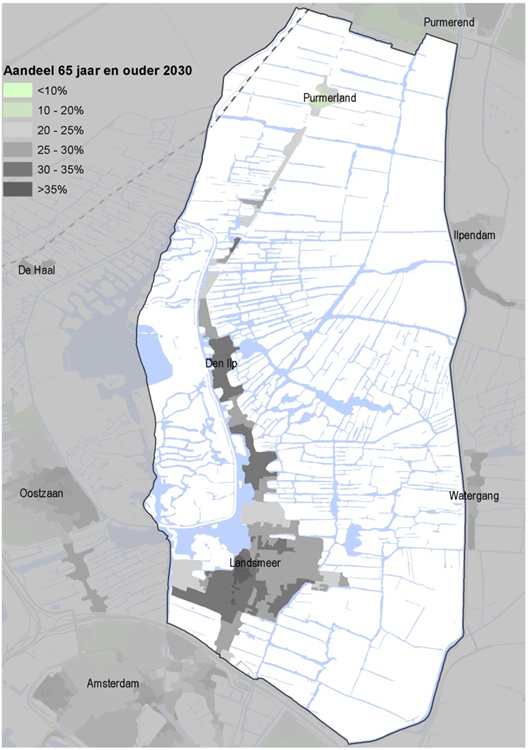 Purmerend
Aandeel 65 jaar en ouder 2030
<10%
10 - 20%
20 - 25%
25 - 30%
30 - 35%
>35%
Purmerland
Ilpendam
De Haal
Den Ilp
Oostzaan
Watergang
Landsmeer
Amsterdam